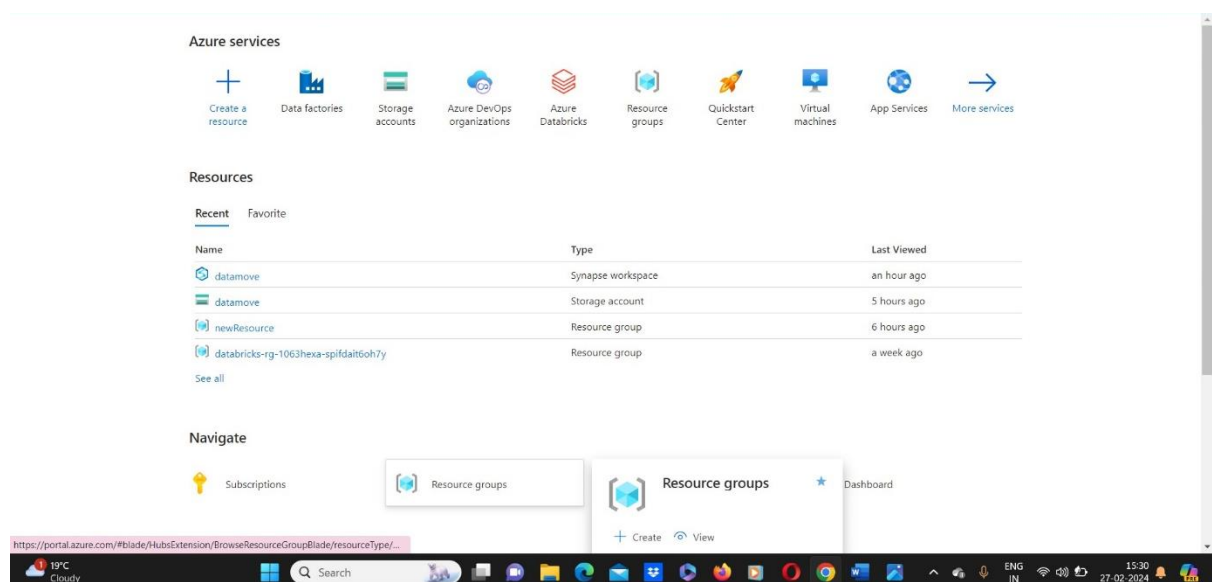 Azure services
Create a resource
Data factories
Storage accounts
Azure DevOps organizations
Azure Databricks
Resource groups
Quickstart Center
Virtual machines
App Services
More services
Resources
Recent Favorite
Name Type Last Viewed
datamove Synapse workspace an hour ago
datamove Storage account 5 hours ago
newResource Resource group 6 hours ago
databricks-rg-1063hexa-spifdait6oh7y Resource group a week ago
See all
Navigate
Subscriptions Resource groups Resource groups Dashboard
Create View
https://portal.azure.com/#blade/HubsExtension/BrowseResourceGroupBlade/resourceType/...
1 19°C
Cloudy
Search
ENG
IN
15:30
27-02-2024